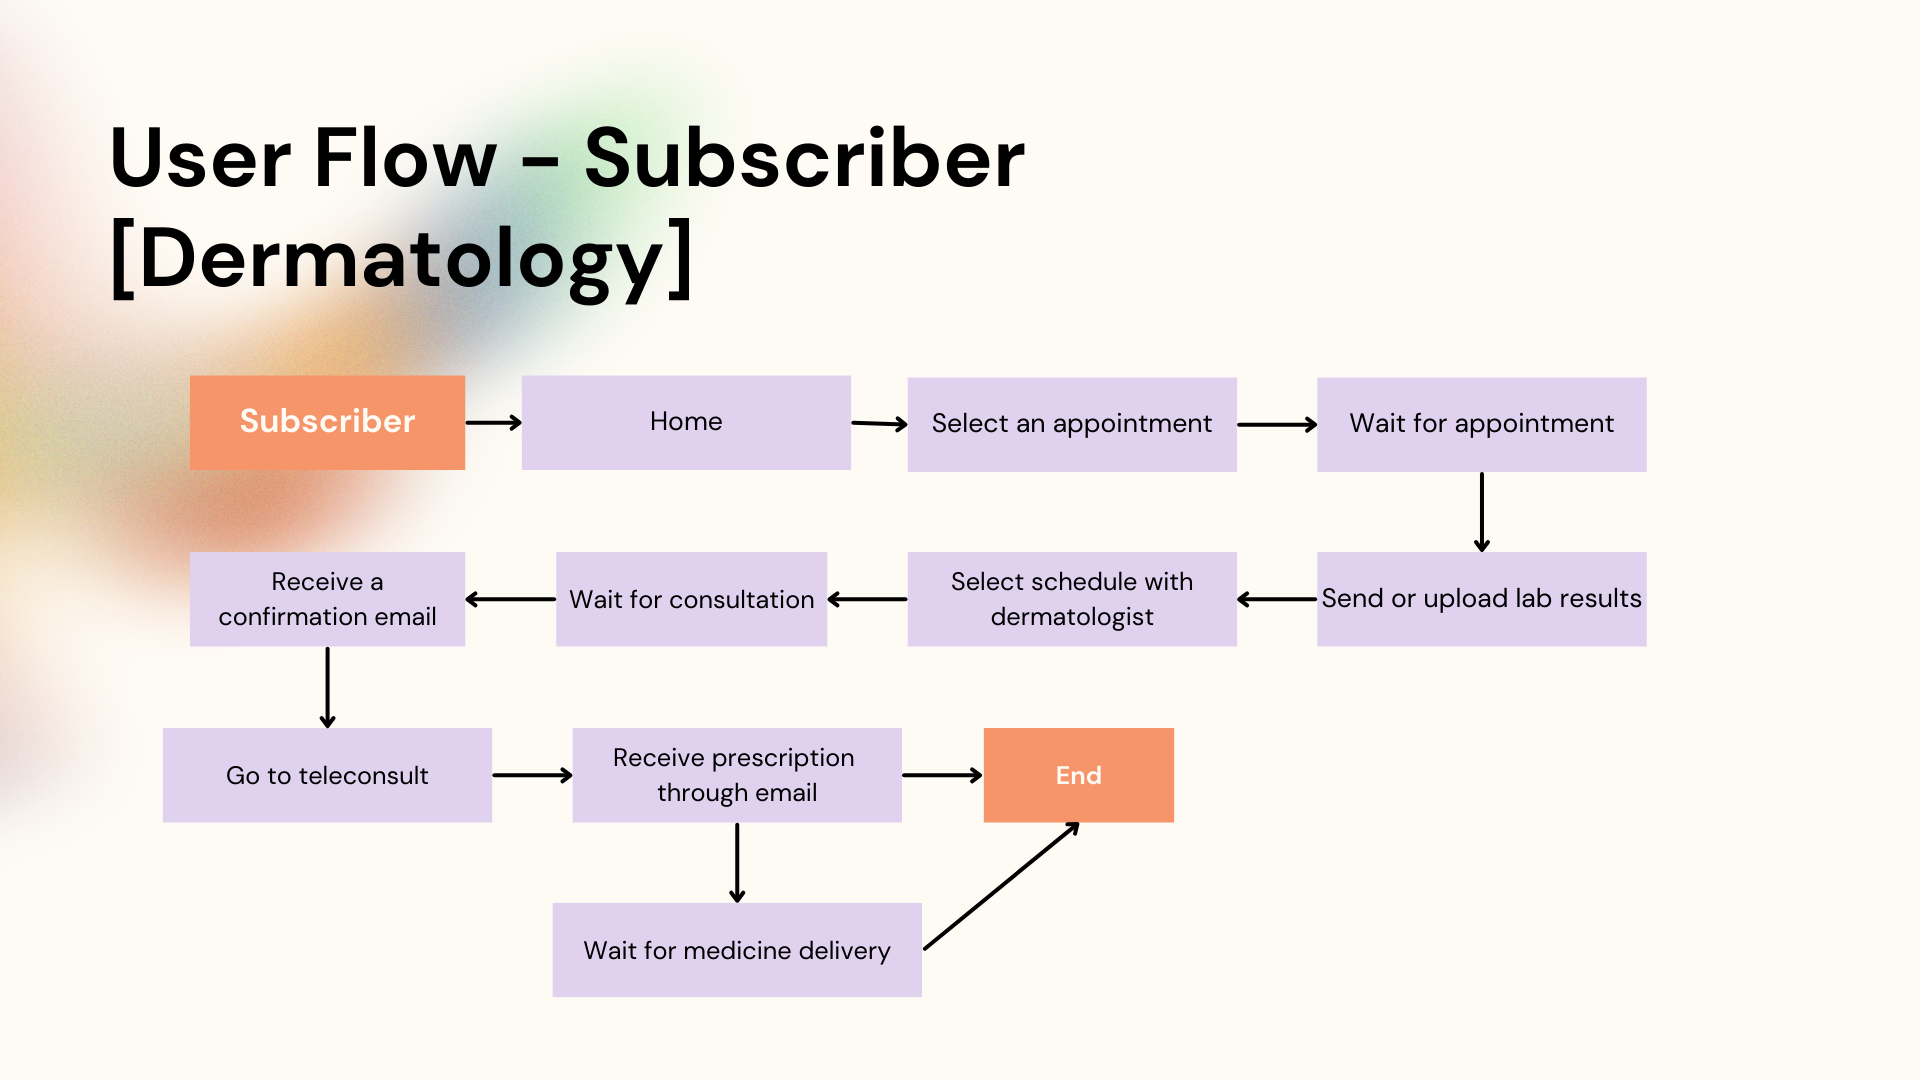 User Flow - Subscriber
[Dermatology]
Subscriber
Home
Select an appointment
Wait for appointment
Send or upload lab results
Select schedule with
dermatologist
Wait for consultation
Receive a
confirmation email
Go to teleconsult
Receive prescription
through email
End
Wait for medicine delivery